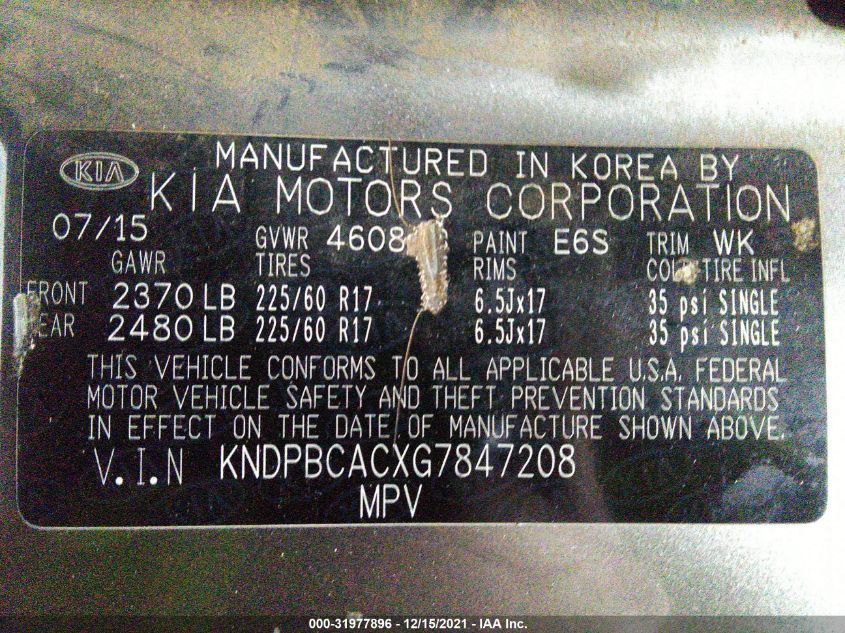 KIA
MANUFACTURED IN KOREA BY
KIA MOTORS CORPORATION
07/15 GVWR 4608 PAINT E6S TRIM WK
GAWR TIRES RIMS TIRE INFL
FRONT 2370 LB 225/60 R17 6.5Jx17 35 psi SINGLE
2480 LB 225/60 R17 6.5Jx17 35 psi SINGLE
THIS VEHICLE CONFORMS TO ALL APPLICABLE U.S.A. FEDERAL
MOTOR VEHICLE SAFETY AND THEFT PREVENTION STANDARDS
IN EFFECT ON THE DATE OF MANUFACTURE SHOWN ABOVE.
V.I.N KNDPBCACXG7847208
MPV
000-31977896 - 12/15/2021 - IAA Inc.